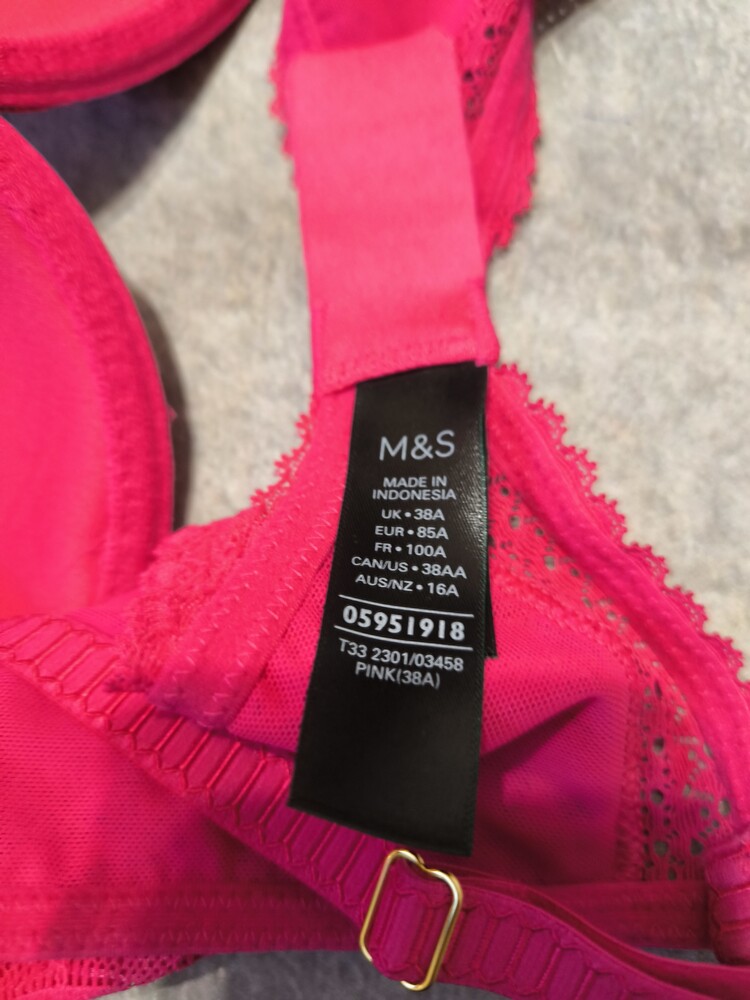 M&S
MADE IN
INDONESIA
UK • 38A
EUR • 85A
FR • 100A
CAN/US • 38AA
AUS/NZ • 16A
05951918
T33 2301/03458
PINK(38A)